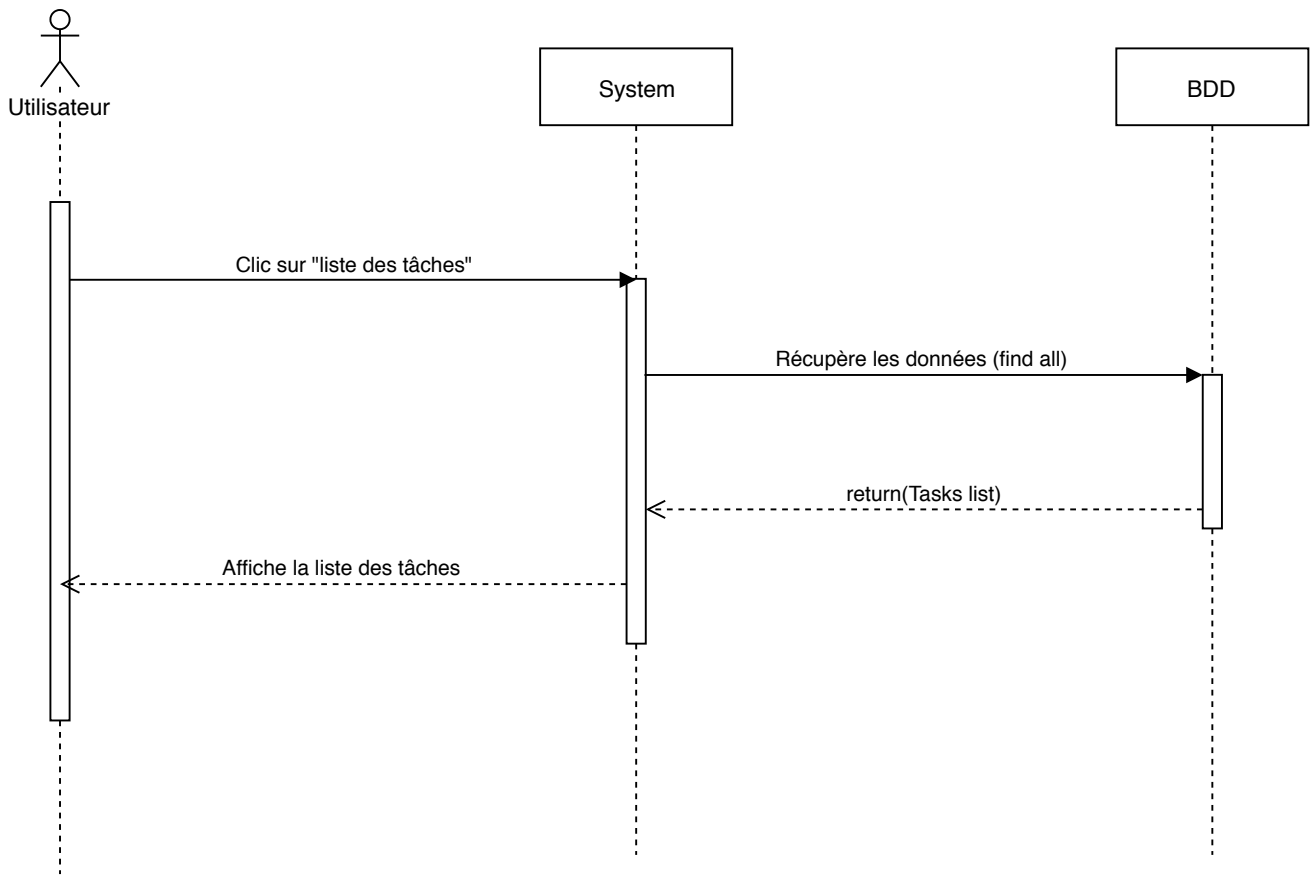 Utilisateur
System
BDD
Clic sur "liste des tâches"
Récupère les données (find all)
return(Tasks list)
Affiche la liste des tâches